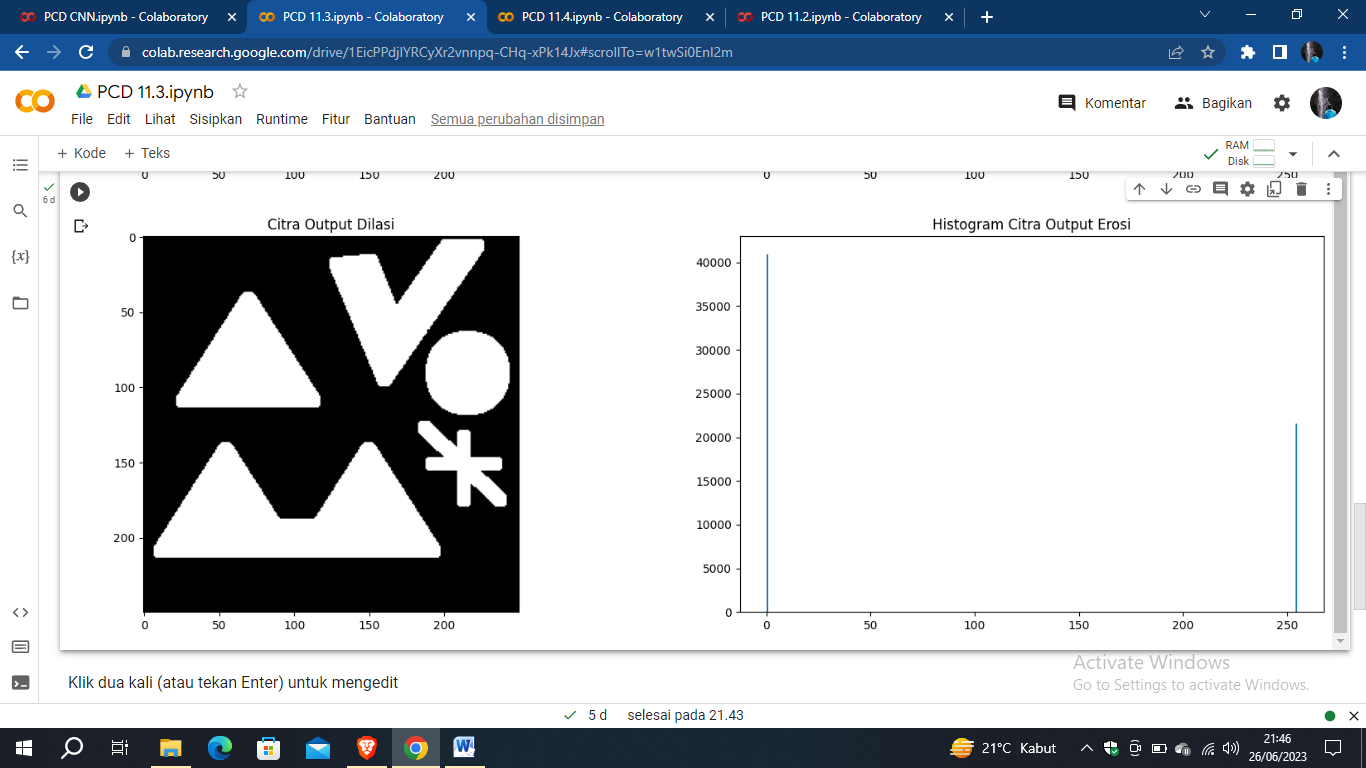 PCD CNN.ipynb - Colaboratory
PCD 11.3.ipynb - Colaboratory
PCD 11.4.ipynb - Colaboratory
PCD 11.2.ipynb - Colaboratory
colab.research.google.com/drive/1EicPPdjIYRCyXr2vnnpq-CHq-xPk14Jx#scrollTo=w1twSi0EnI2m
PCD 11.3.ipynb
File Edit Lihat Sisipkan Runtime Fitur Bantuan Semua perubahan disimpan
Komentar
Bagikan
+ Kode + Teks
RAM
Disk
0 50 100 150 200
0 50 100 150 200 250
6 d
{x}
Citra Output Dilasi
0
50
100
150
200
0 50 100 150 200
Histogram Citra Output Erosi
40000
35000
30000
25000
20000
15000
10000
5000
0
0 50 100 150 200 250
Klik dua kali (atau tekan Enter) untuk mengedit
Activate Windows
Go to Settings to activate Windows.
5 d selesai pada 21.43
21°C Kabut
21:46
26/06/2023